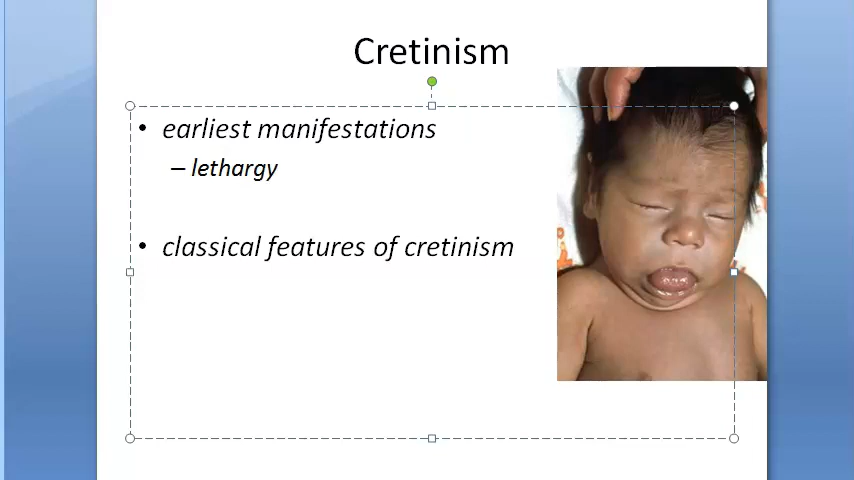 Cretinism
• earliest manifestations
– lethargy
• classical features of cretinism